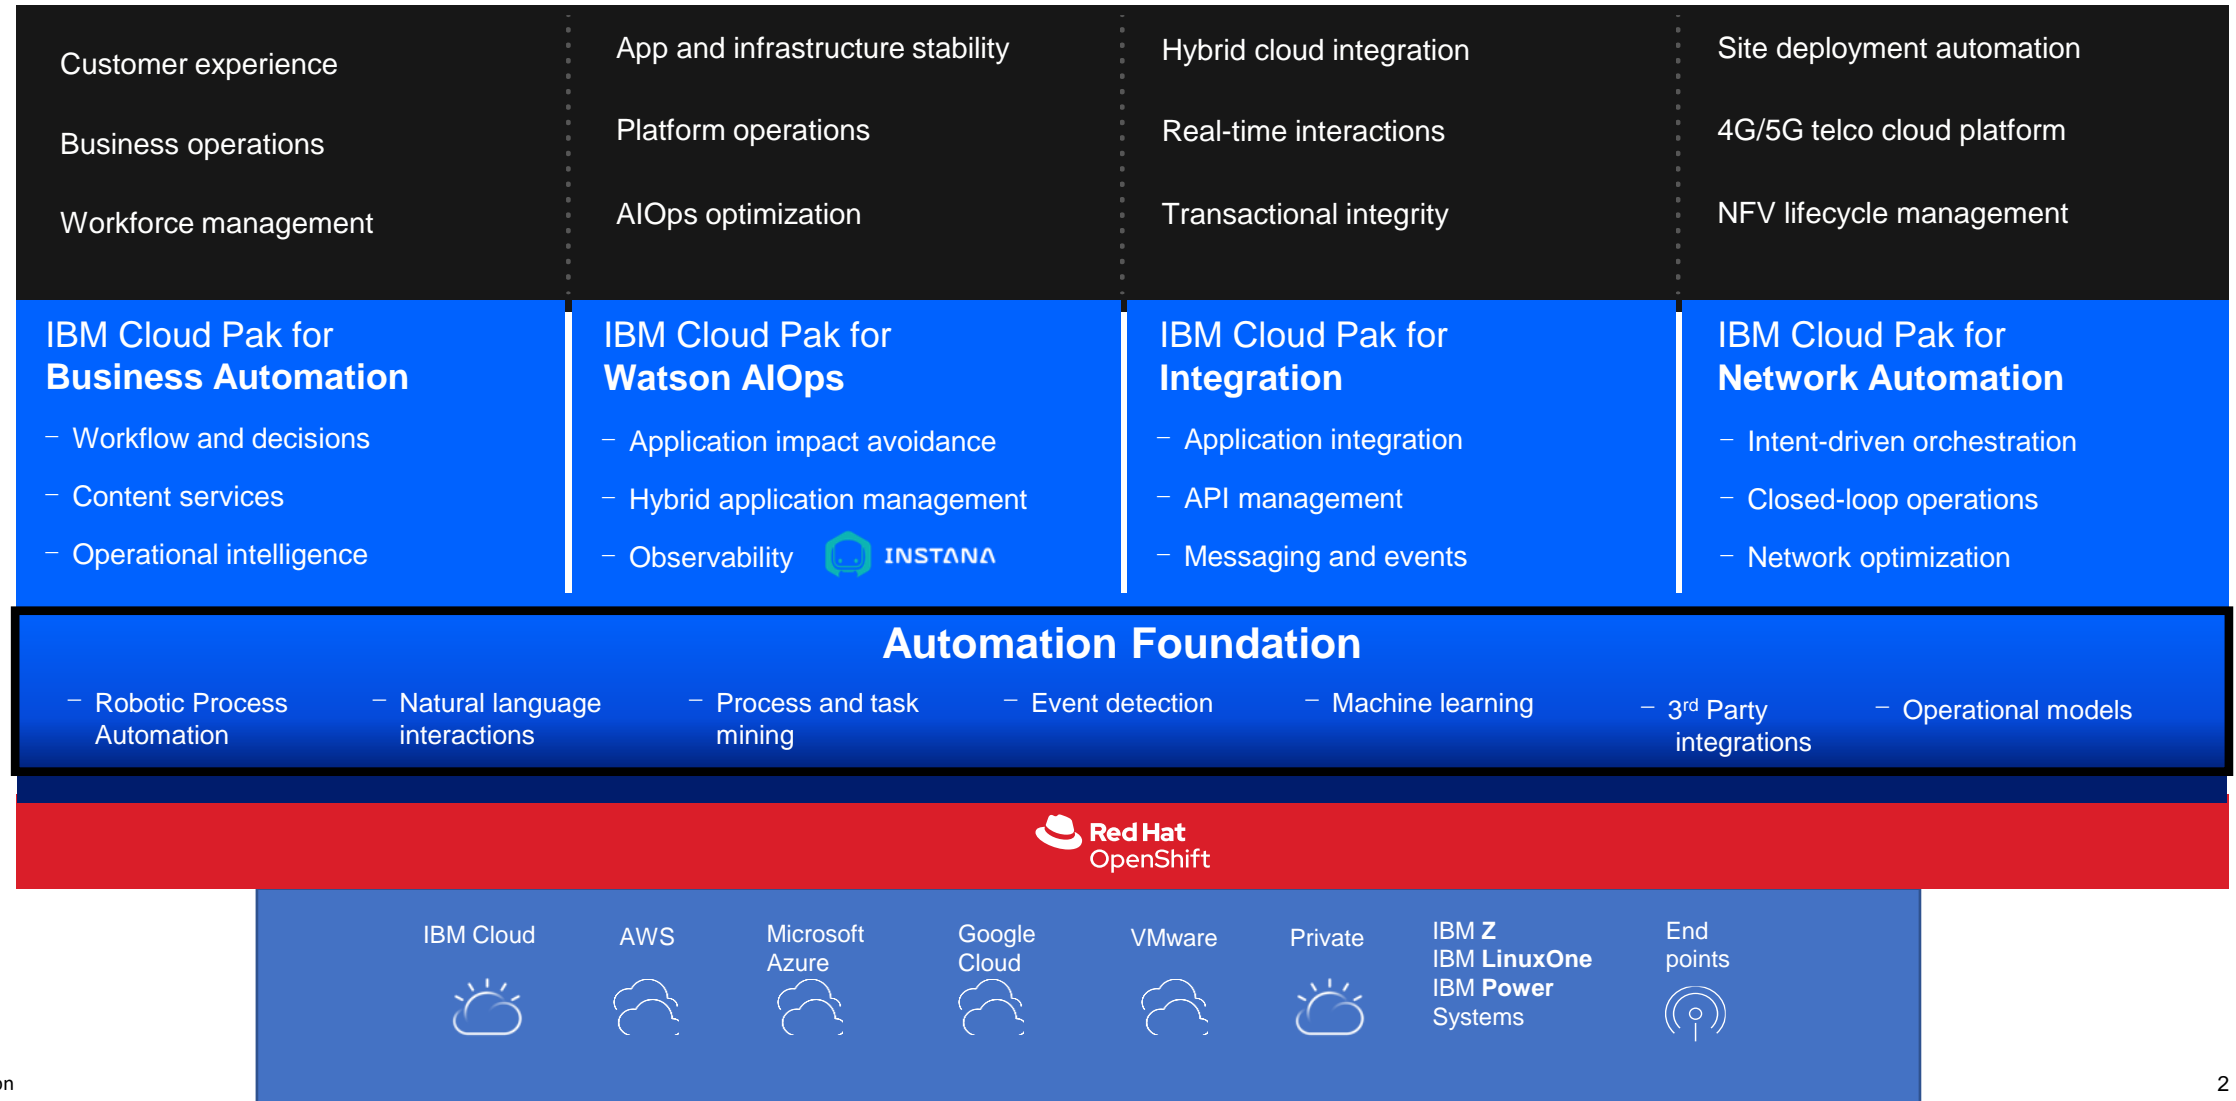 Customer experience
Business operations
Workforce management
App and infrastructure stability
Platform operations
AIOps optimization
Hybrid cloud integration
Real-time interactions
Transactional integrity
Site deployment automation
4G/5G telco cloud platform
NFV lifecycle management
IBM Cloud Pak for
Business Automation
– Workflow and decisions
– Content services
– Operational intelligence
IBM Cloud Pak for
Watson AIOps
– Application impact avoidance
– Hybrid application management
– Observability INSTANA
IBM Cloud Pak for
Integration
– Application integration
– API management
– Messaging and events
IBM Cloud Pak for
Network Automation
– Intent-driven orchestration
– Closed-loop operations
– Network optimization
Automation Foundation
– Robotic Process
Automation
– Natural language
interactions
– Process and task
mining
– Event detection
– Machine learning
– 3rd Party
integrations
– Operational models
Red Hat
OpenShift
IBM Cloud
AWS
Microsoft
Azure
Google
Cloud
VMware
Private
IBM Z
IBM LinuxOne
IBM Power
Systems
End
points
on
2